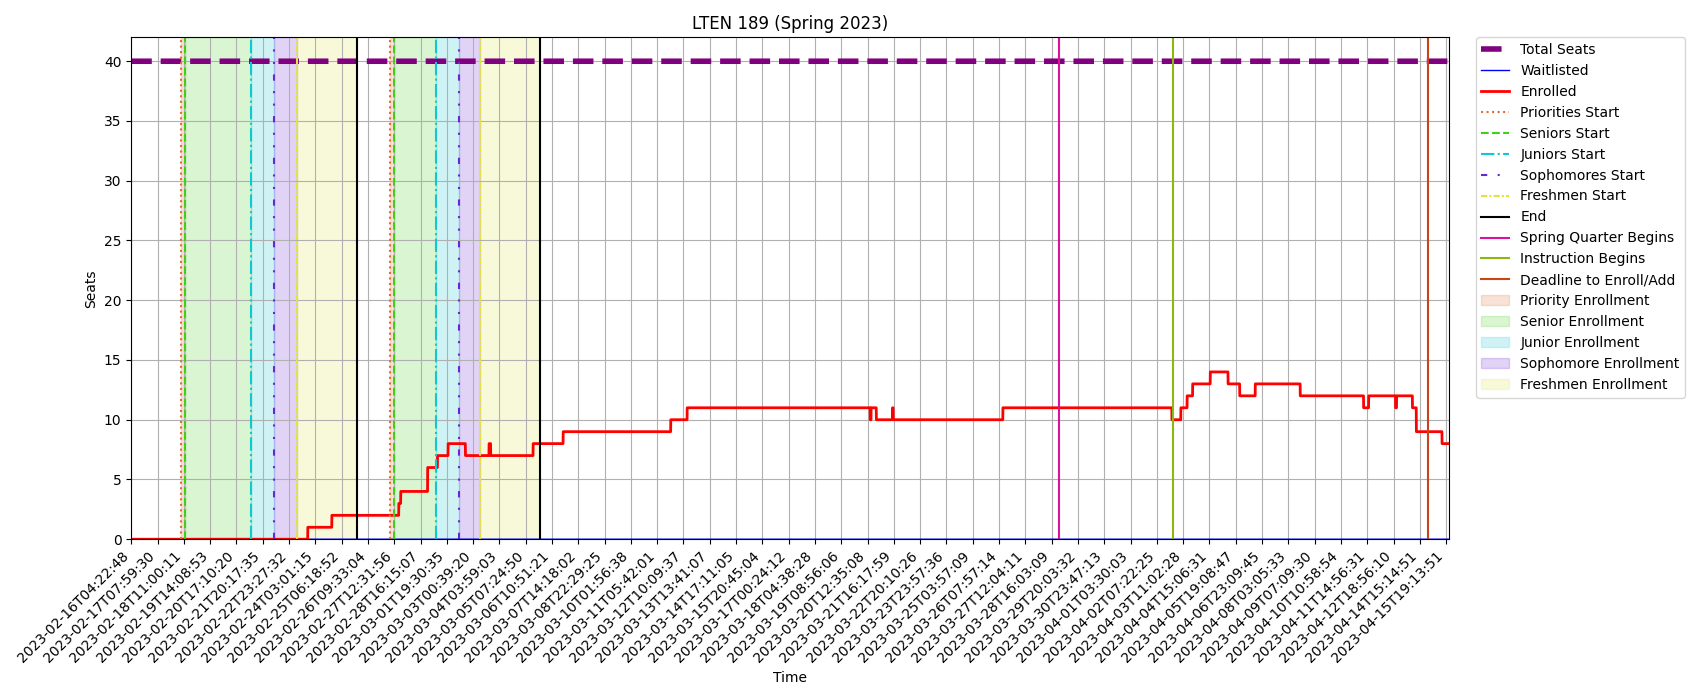 LTEN 189 (Spring 2023)
Seats
40
35
30
25
20
15
10
5
0
2023-02-16T04:22:48
2023-02-17T07:59:30
2023-02-18T11:00:11
2023-02-19T14:08:53
2023-02-20T17:10:20
2023-02-21T20:17:35
2023-02-22T23:27:32
2023-02-24T03:01:15
2023-02-25T06:18:52
2023-02-26T09:33:04
2023-02-27T12:31:56
2023-02-28T16:15:07
2023-03-01T19:30:35
2023-03-03T00:39:20
2023-03-04T03:59:03
2023-03-05T07:24:50
2023-03-06T10:51:21
2023-03-07T14:18:02
2023-03-08T22:29:25
2023-03-10T01:56:38
2023-03-11T05:42:01
2023-03-12T10:09:37
2023-03-13T13:41:07
2023-03-14T17:11:05
2023-03-15T20:45:04
2023-03-17T00:24:12
2023-03-18T04:38:28
2023-03-19T08:56:06
2023-03-20T12:35:08
2023-03-21T16:17:59
2023-03-22T20:10:26
2023-03-23T23:57:36
2023-03-25T03:57:09
2023-03-26T07:57:14
2023-03-27T12:04:11
2023-03-28T16:03:09
2023-03-29T20:03:32
2023-03-30T23:47:13
2023-04-01T03:30:03
2023-04-02T07:22:25
2023-04-03T11:02:28
2023-04-04T15:06:31
2023-04-05T19:08:47
2023-04-06T23:09:45
2023-04-08T03:05:33
2023-04-09T07:09:30
2023-04-10T10:58:54
2023-04-11T14:56:31
2023-04-12T18:56:10
2023-04-14T15:14:51
2023-04-15T19:13:51
Time
Total Seats
Waitlisted
Enrolled
Priorities Start
Seniors Start
Juniors Start
Sophomores Start
Freshmen Start
End
Spring Quarter Begins
Instruction Begins
Deadline to Enroll/Add
Priority Enrollment
Senior Enrollment
Junior Enrollment
Sophomore Enrollment
Freshmen Enrollment